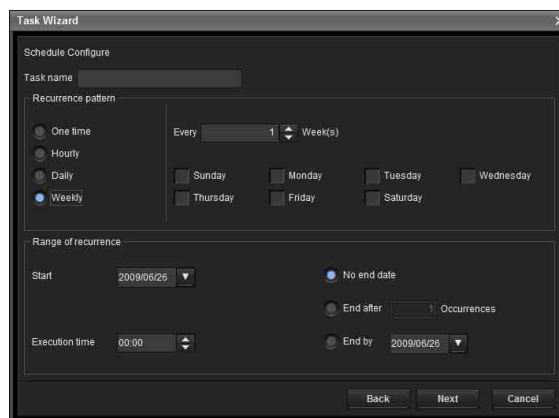 Task Wizard
Schedule Configure
Task name
Recurrence pattern
One time
Hourly
Daily
Weekly
Every 1 Week(s)
Sunday Monday Tuesday Wednesday
Thursday Friday Saturday
Range of recurrence
Start 2009/06/26
No end date
End after 1 Occurrences
Execution time 00:00
End by 2009/06/26
Back Next Cancel